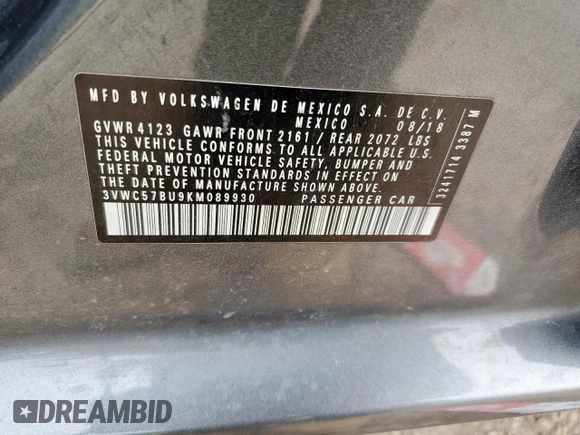 MFD BY VOLKSWAGEN DE MEXICO S.A. DE C.V.
MEXICO 08/18
GVWR 4123 GAWR FRONT 2161 / REAR 2072 LBS
THIS VEHICLE CONFORMS TO ALL APPLICABLE U.S.
FEDERAL MOTOR VEHICLE SAFETY, BUMPER AND
THEFT PREVENTION STANDARDS IN EFFECT ON
THE DATE OF MANUFACTURE SHOWN ABOVE.
3VWC57BU9KM089930 PASSENGER CAR
3241714 3387 M
DREAMBID